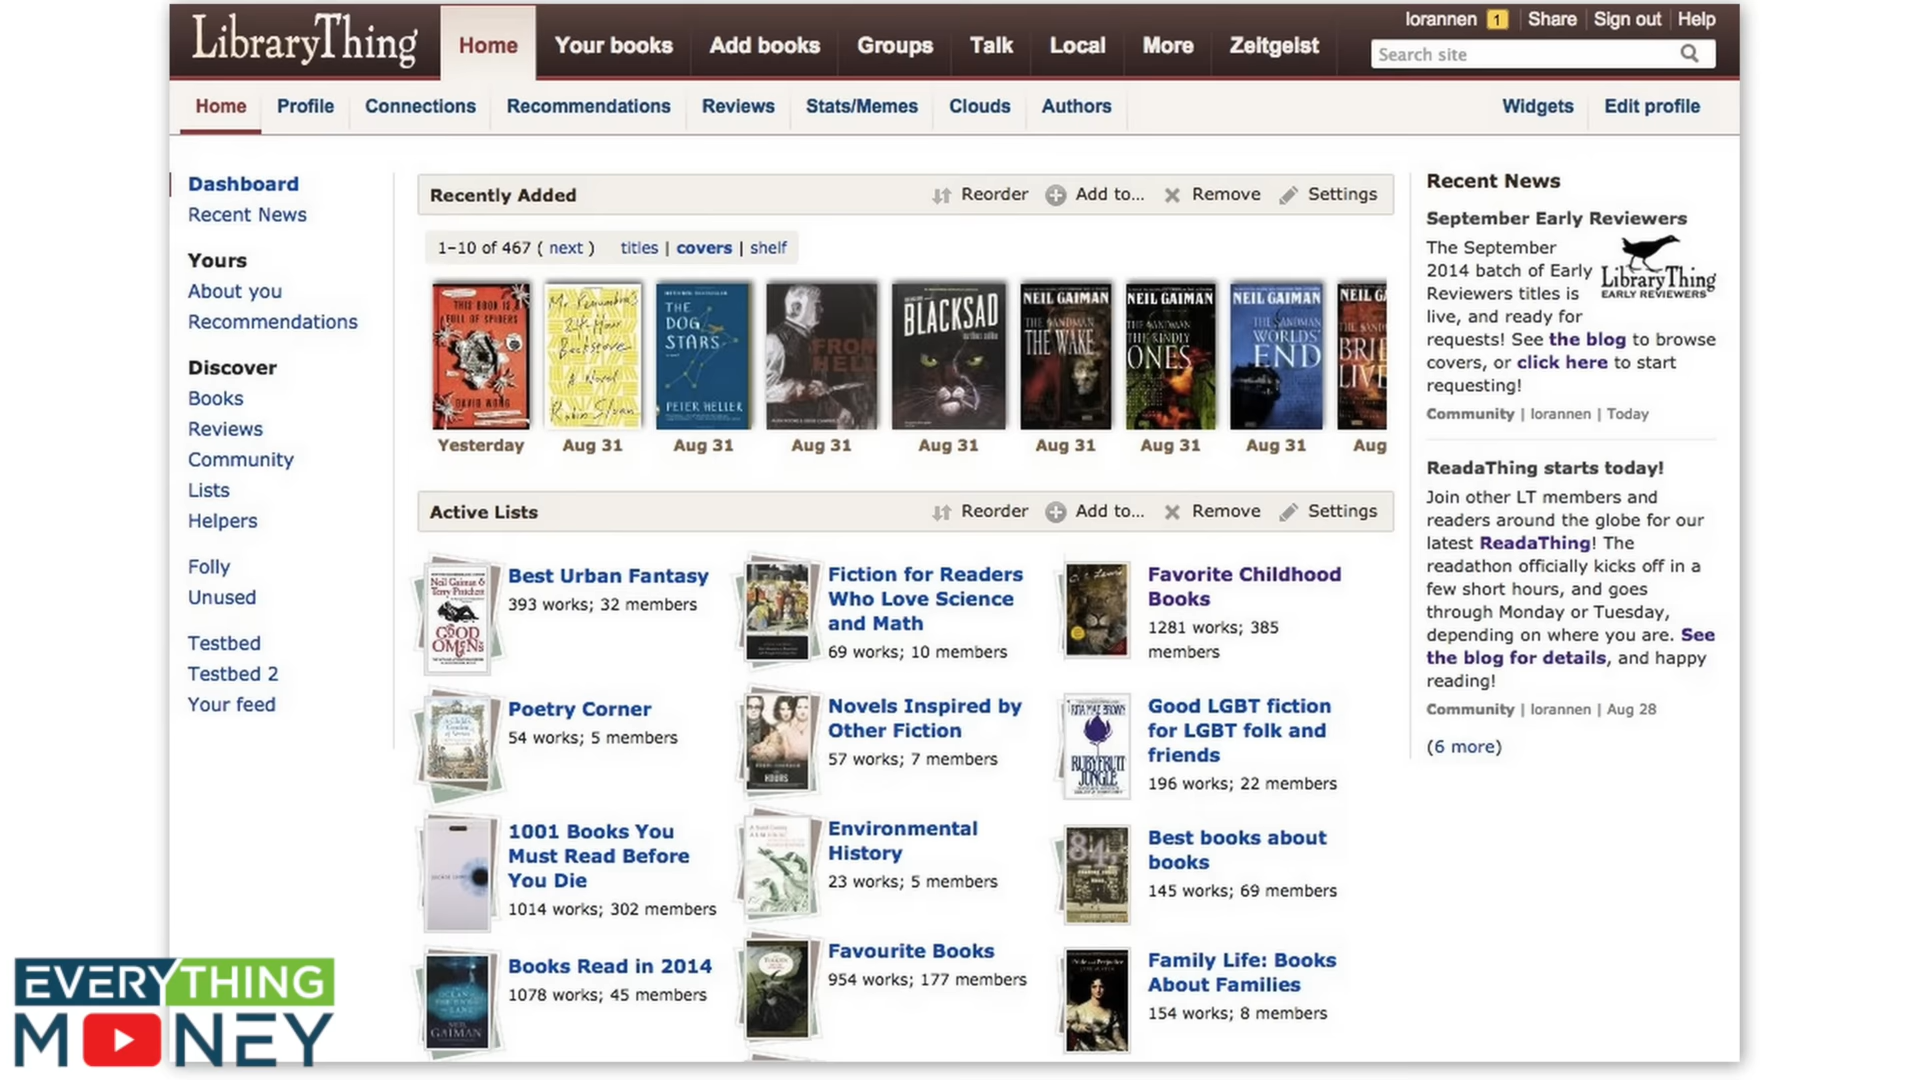 LibraryThing
Home
Your books
Add books
Groups
Talk
Local
More
Zeitgeist
lorannen 1 Share Sign out Help
Search site
Home
Profile
Connections
Recommendations
Reviews
Stats/Memes
Clouds
Authors
Widgets
Edit profile
Dashboard
Recent News
Yours
About you
Recommendations
Discover
Books
Reviews
Community
Lists
Helpers
Folly
Unused
Testbed
Testbed 2
Your feed
Recently Added
Reorder
Add to...
Remove
Settings
1–10 of 467 ( next ) titles | covers | shelf
THIS BOOK IS
FULL OF SPIDERS
DAVID WONG
Mr. Penumbra's
24-Hour
Bookstore
A Novel
Robin Sloan
THE
DOG
STARS
PETER HELLER
FROM
HELL
BLACKSAD
NEIL GAIMAN
THE SANDMAN
THE WAKE
NEIL GAIMAN
THE SANDMAN
THE KINDLY
ONES
NEIL GAIMAN
THE SANDMAN
WORLDS'
END
NEIL GA
THE SAND
BRIE
LIVE
Yesterday
Aug 31
Aug 31
Aug 31
Aug 31
Aug 31
Aug 31
Aug 31
Aug
Active Lists
Reorder
Add to...
Remove
Settings
Neil Gaiman &
Terry Pratchett
GOOD
OMENS
Best Urban Fantasy
393 works; 32 members
Fiction for Readers
Who Love Science
and Math
69 works; 10 members
C. S. Lewis
Favorite Childhood
Books
1281 works; 385
members
Poetry Corner
54 works; 5 members
HOURS
Novels Inspired by
Other Fiction
57 works; 7 members
RITA MAE BROWN
RUBYFRUIT
JUNGLE
Good LGBT fiction
for LGBT folk and
friends
196 works; 22 members
1001 Books You
Must Read Before
You Die
1014 works; 302 members
Environmental
History
23 works; 5 members
84,
Best books about
books
145 works; 69 members
NEIL
GAIMAN
Books Read in 2014
1078 works; 45 members
Favourite Books
954 works; 177 members
Family Life: Books
About Families
154 works; 8 members
Recent News
September Early Reviewers
The September
2014 batch of Early
Reviewers titles is
live, and ready for
requests! See the blog to browse
covers, or click here to start
requesting!
LibraryThing
EARLY REVIEWERS
Community | lorannen | Today
ReadaThing starts today!
Join other LT members and
readers around the globe for our
latest ReadaThing! The
readathon officially kicks off in a
few short hours, and goes
through Monday or Tuesday,
depending on where you are. See
the blog for details, and happy
reading!
Community | lorannen | Aug 28
(6 more)
EVERYTHING
MONEY